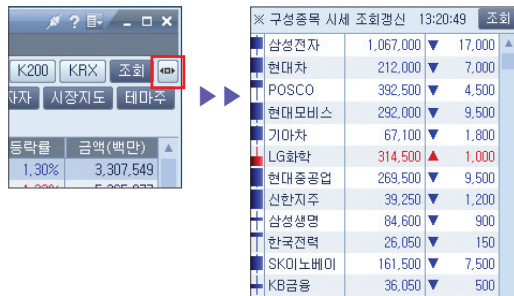 ?
K200 KRX 조회
시장지도 테마주
등락률 금액(백만)
1,30% 3,307,549
※ 구성종목 시세 조회갱신 13:20:49 조회
삼성전자 1,067,000 ▼ 17,000
현대차 212,000 ▼ 7,000
POSCO 392,500 ▼ 4,500
현대모비스 292,000 ▼ 9,500
기아차 67,100 ▼ 1,800
LG화학 314,500 ▲ 1,000
현대중공업 269,500 ▼ 9,500
신한지주 39,250 ▼ 1,200
삼성생명 84,600 ▼ 900
한국전력 26,050 ▼ 150
SK이노베이 161,500 ▼ 7,500
KB금융 36,050 ▼ 500